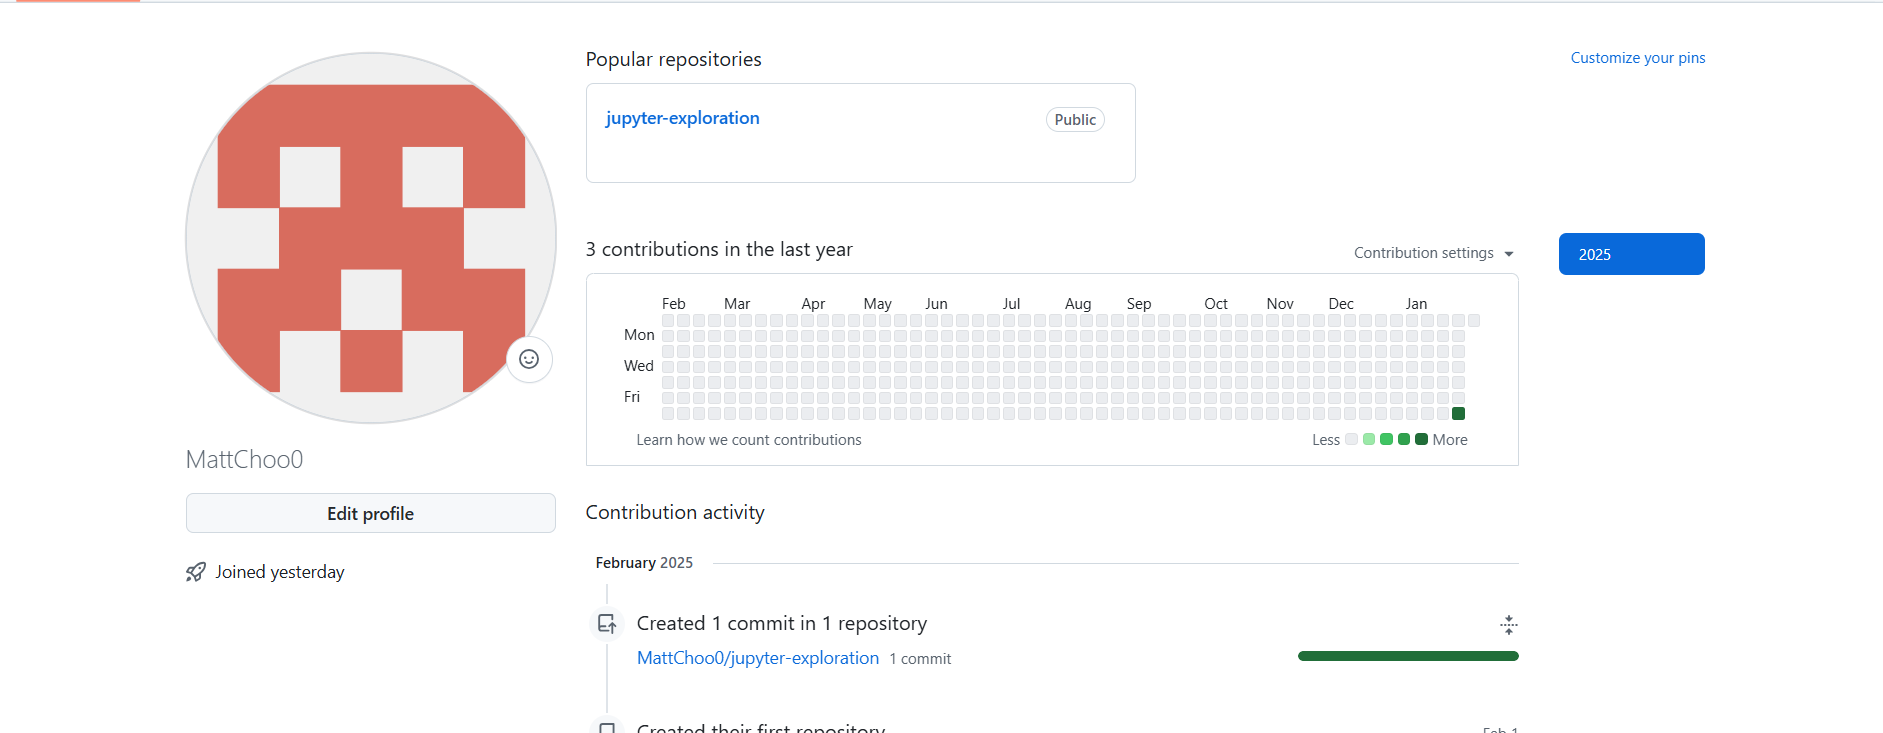 Popular repositories
Customize your pins
jupyter-exploration
Public
3 contributions in the last year
Contribution settings
2025
Feb Mar Apr May Jun Jul Aug Sep Oct Nov Dec Jan
Mon
Wed
Fri
Learn how we count contributions
Less
More
MattChoo0
Edit profile
Joined yesterday
Contribution activity
February 2025
Created 1 commit in 1 repository
MattChoo0/jupyter-exploration 1 commit
Created their first repository
Feb 1